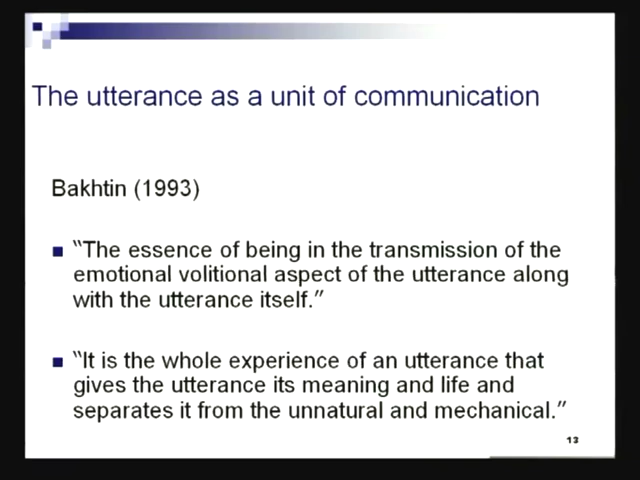 The utterance as a unit of communication
Bakhtin (1993)
"The essence of being in the transmission of the
emotional volitional aspect of the utterance along
with the utterance itself."
"It is the whole experience of an utterance that
gives the utterance its meaning and life and
separates it from the unnatural and mechanical."
13